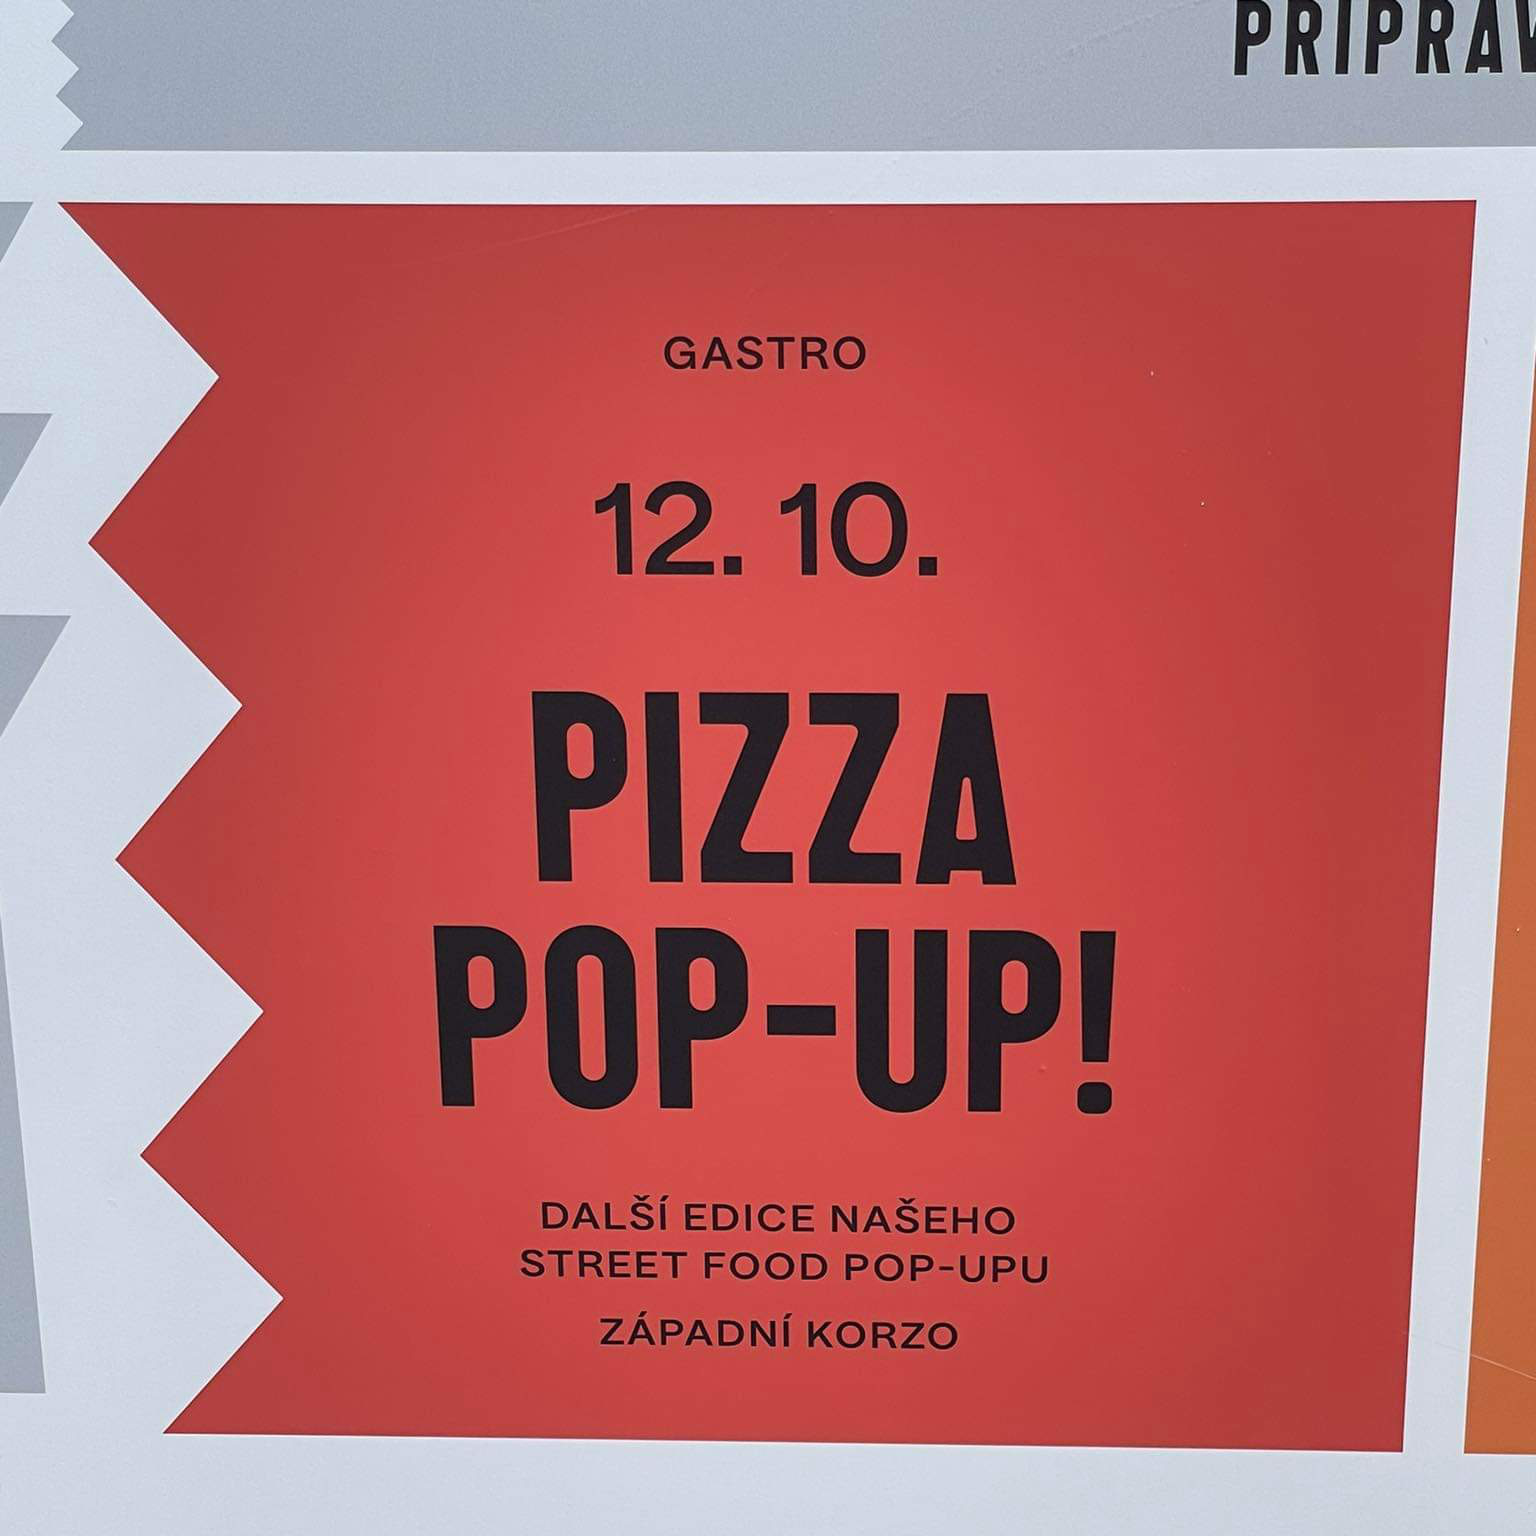 GASTRO
12. 10.
PIZZA
POP-UP!
DALŠÍ EDICE NAŠEHO
STREET FOOD POP-UPU
ZÁPADNÍ KORZO